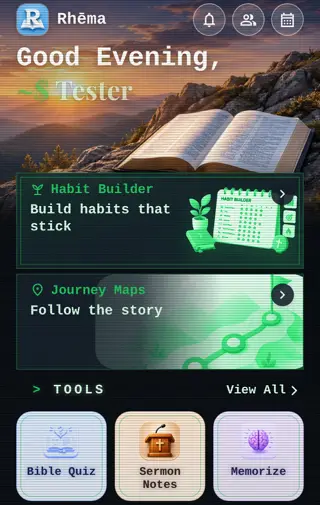 Rhēma
Good Evening,
~$ Tester
Habit Builder
Build habits that
stick
HABIT BUILDER
Journey Maps
Follow the story
> TOOLS
View All >
Bible Quiz
Sermon
Notes
Memorize